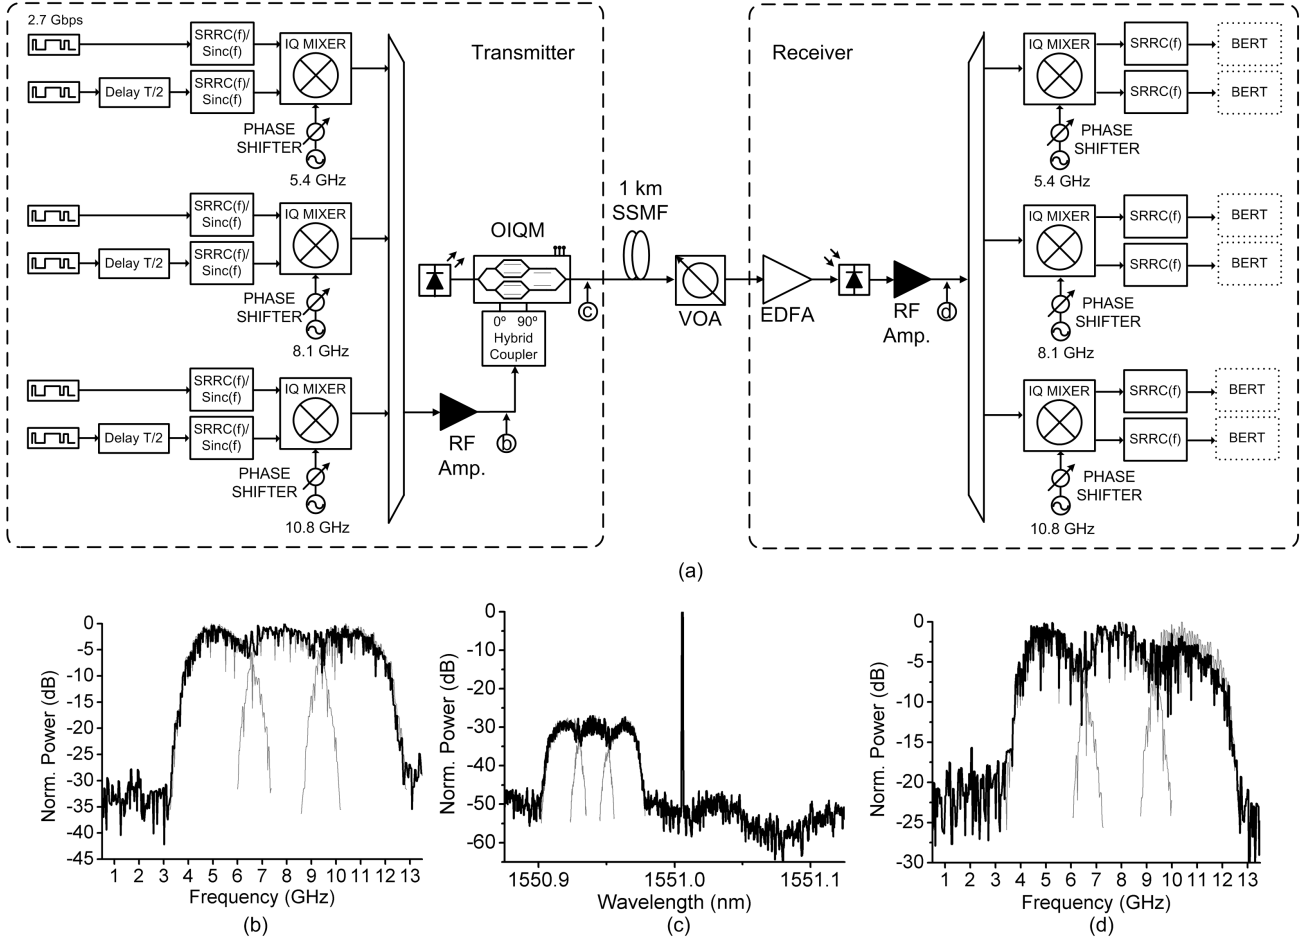 2.7 Gbps
SRRC(f)/
Sinc(f)
IQ MIXER
Delay T/2
SRRC(f)/
Sinc(f)
PHASE
SHIFTER
5.4 GHz
SRRC(f)/
Sinc(f)
IQ MIXER
Delay T/2
SRRC(f)/
Sinc(f)
PHASE
SHIFTER
8.1 GHz
SRRC(f)/
Sinc(f)
IQ MIXER
Delay T/2
SRRC(f)/
Sinc(f)
PHASE
SHIFTER
10.8 GHz
Transmitter
OIQM
0º 90º
Hybrid
Coupler
RF
Amp.
b
c
1 km
SSMF
VOA
Receiver
EDFA
RF
Amp.
d
IQ MIXER
SRRC(f)
BERT
SRRC(f)
BERT
PHASE
SHIFTER
5.4 GHz
IQ MIXER
SRRC(f)
BERT
SRRC(f)
BERT
PHASE
SHIFTER
8.1 GHz
IQ MIXER
SRRC(f)
BERT
SRRC(f)
BERT
PHASE
SHIFTER
10.8 GHz
(a)
Norm. Power (dB)
0
-5
-10
-15
-20
-25
-30
-35
-40
-45
1 2 3 4 5 6 7 8 9 10 11 12 13
Frequency (GHz)
(b)
Norm. Power (dB)
0
-10
-20
-30
-40
-50
-60
1550.9 1551.0 1551.1
Wavelength (nm)
(c)
Norm. Power (dB)
0
-5
-10
-15
-20
-25
-30
1 2 3 4 5 6 7 8 9 10 11 12 13
Frequency (GHz)
(d)